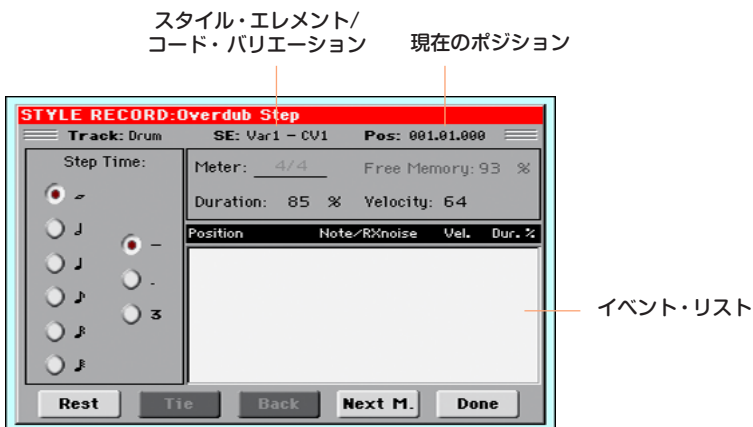 スタイル・エレメント/
コード・バリエーション
現在のポジション
STYLE RECORD:Overdub Step
Track: Drum SE: Var1 - CV1 Pos: 001.01.000
Step Time:
Meter: 4/4 Free Memory: 93 %
Duration: 85 % Velocity: 64
Position Note/RXnoise Vel. Dur. %
–
.
3
イベント・リスト
Rest Tie Back Next M. Done